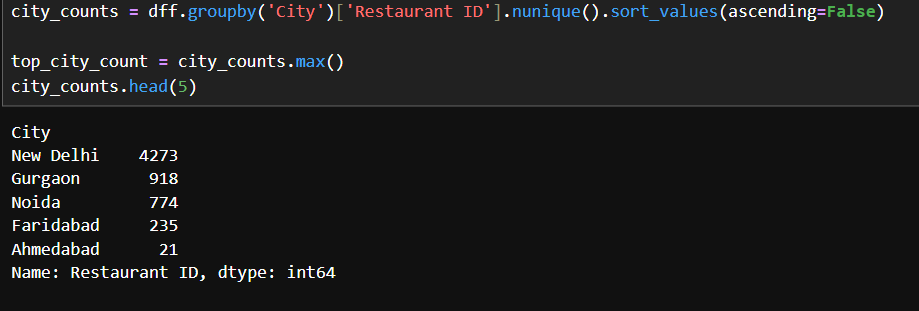 city_counts = dff.groupby('City')['Restaurant ID'].nunique().sort_values(ascending=False)
top_city_count = city_counts.max()
city_counts.head(5)
City
New Delhi    4273
Gurgaon       918
Noida         774
Faridabad     235
Ahmedabad      21
Name: Restaurant ID, dtype: int64